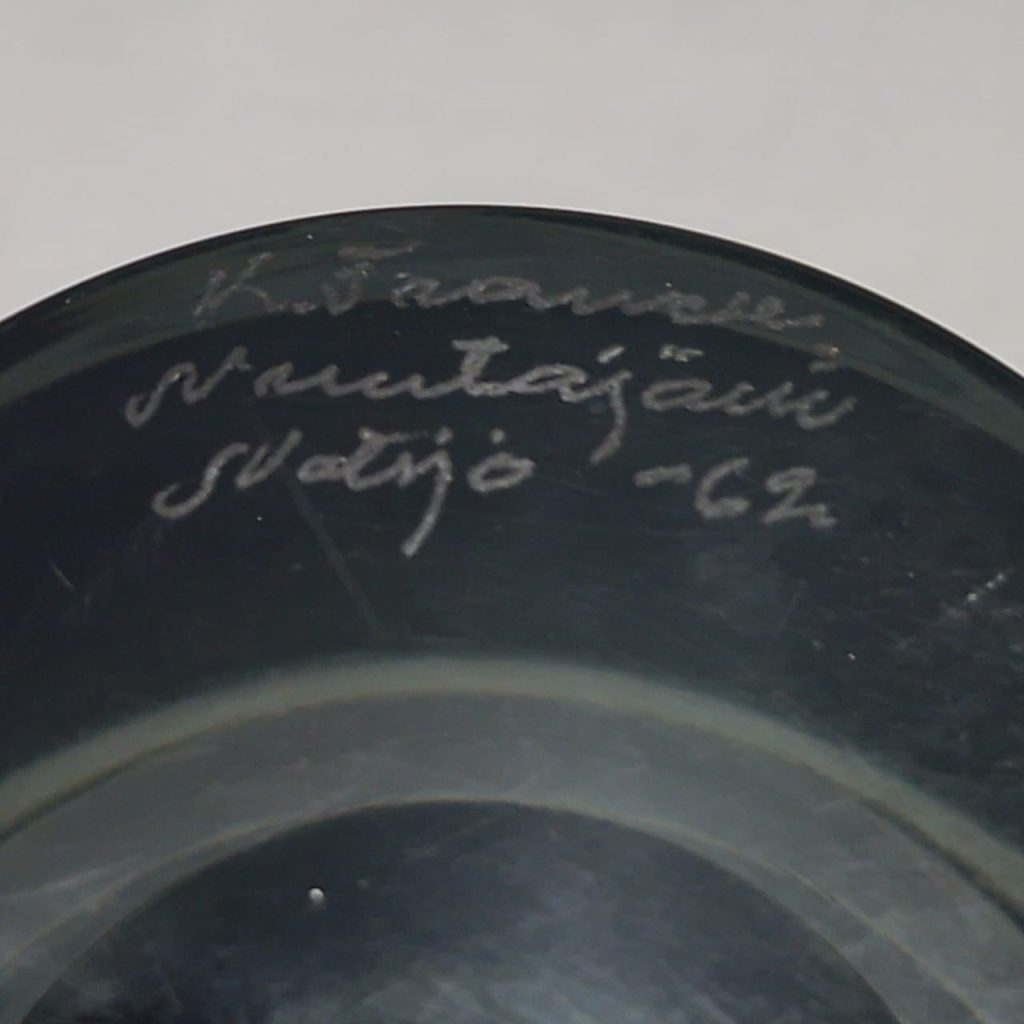 K. Franck
Nuutajärvi
Notsjö -62